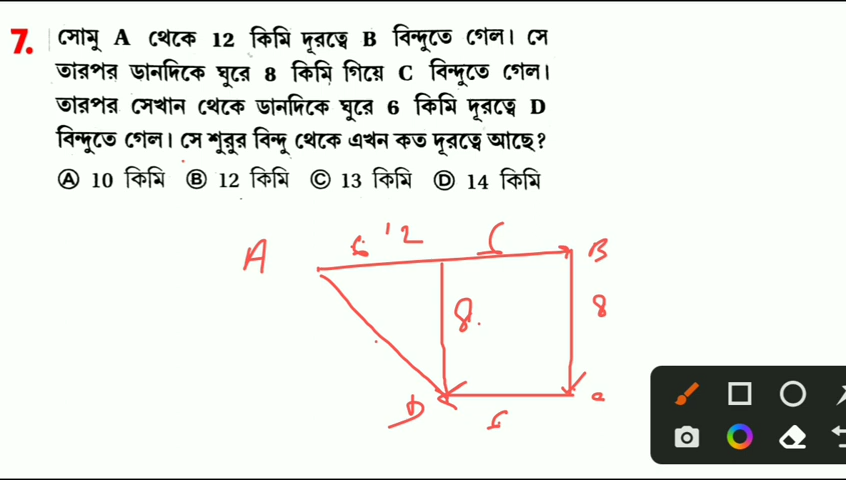 7. সোমু A থেকে 12 কিমি দূরত্বে B বিন্দুতে গেল। সে
তারপর ডানদিকে ঘুরে 8 কিমি গিয়ে C বিন্দুতে গেল।
তারপর সেখান থেকে ডানদিকে ঘুরে 6 কিমি দূরত্বে D
বিন্দুতে গেল। সে শুরুর বিন্দু থেকে এখন কত দূরত্বে আছে?
Ⓐ 10 কিমি Ⓑ 12 কিমি Ⓒ 13 কিমি Ⓓ 14 কিমি
A 6 12 6 B
8 8
D c
6